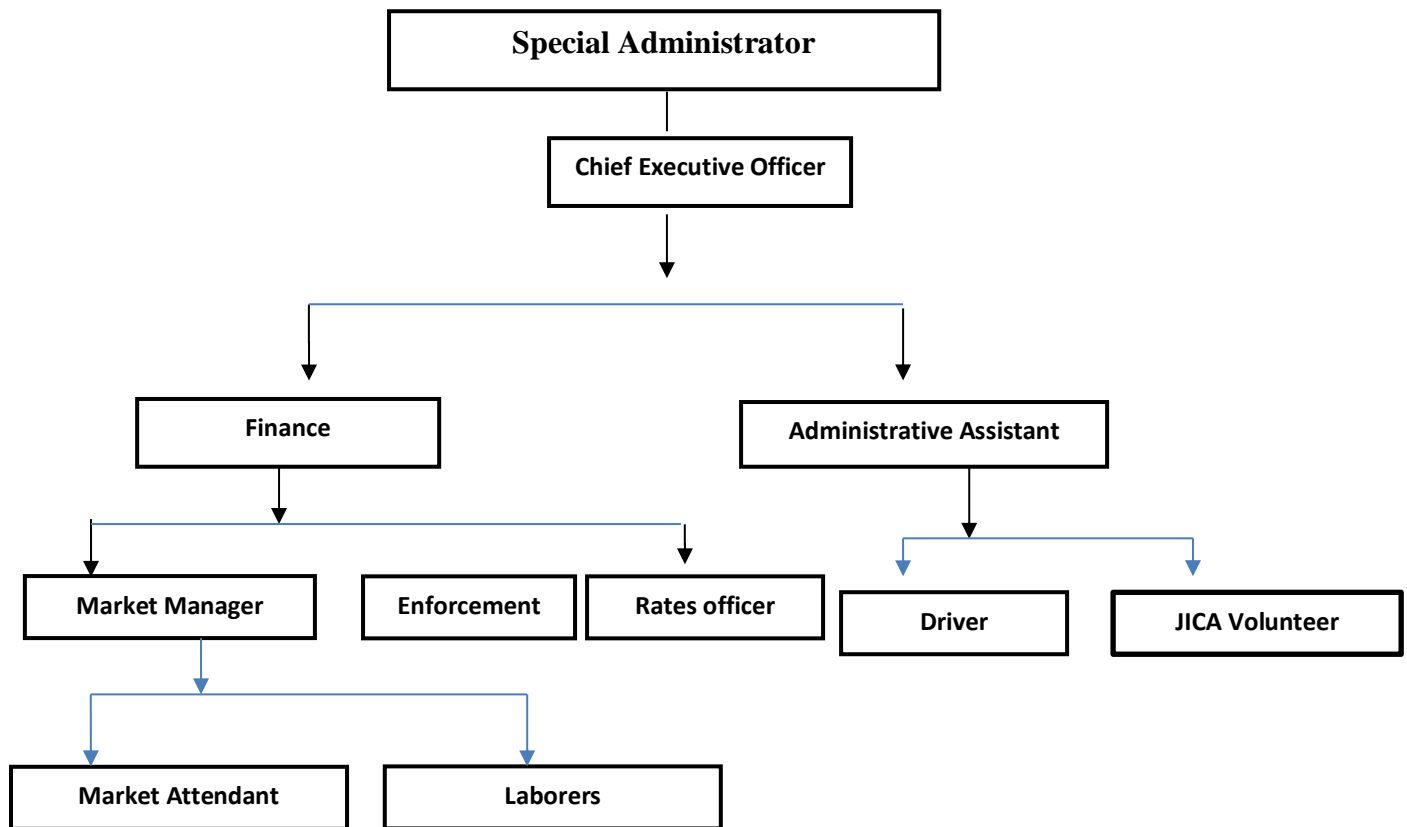 Special Administrator
Chief Executive Officer
Finance
Administrative Assistant
Market Manager
Enforcement
Rates officer
Driver
JICA Volunteer
Market Attendant
Laborers